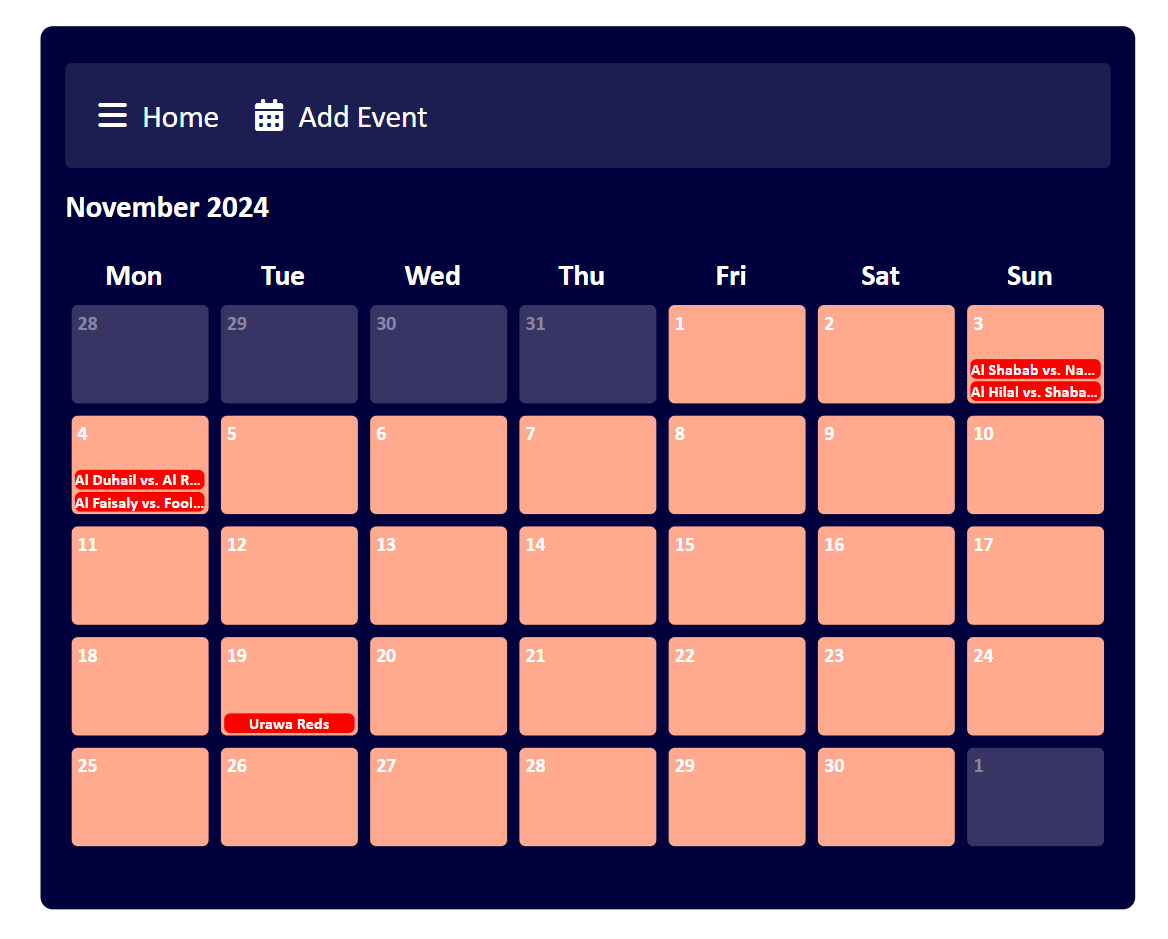 Home Add Event
November 2024
Mon Tue Wed Thu Fri Sat Sun
28 29 30 31 1 2 3
Al Shabab vs. Na...
Al Hilal vs. Shaba...
4 5 6 7 8 9 10
Al Duhail vs. Al R...
Al Faisaly vs. Fool...
11 12 13 14 15 16 17
18 19 20 21 22 23 24
Urawa Reds
25 26 27 28 29 30 1